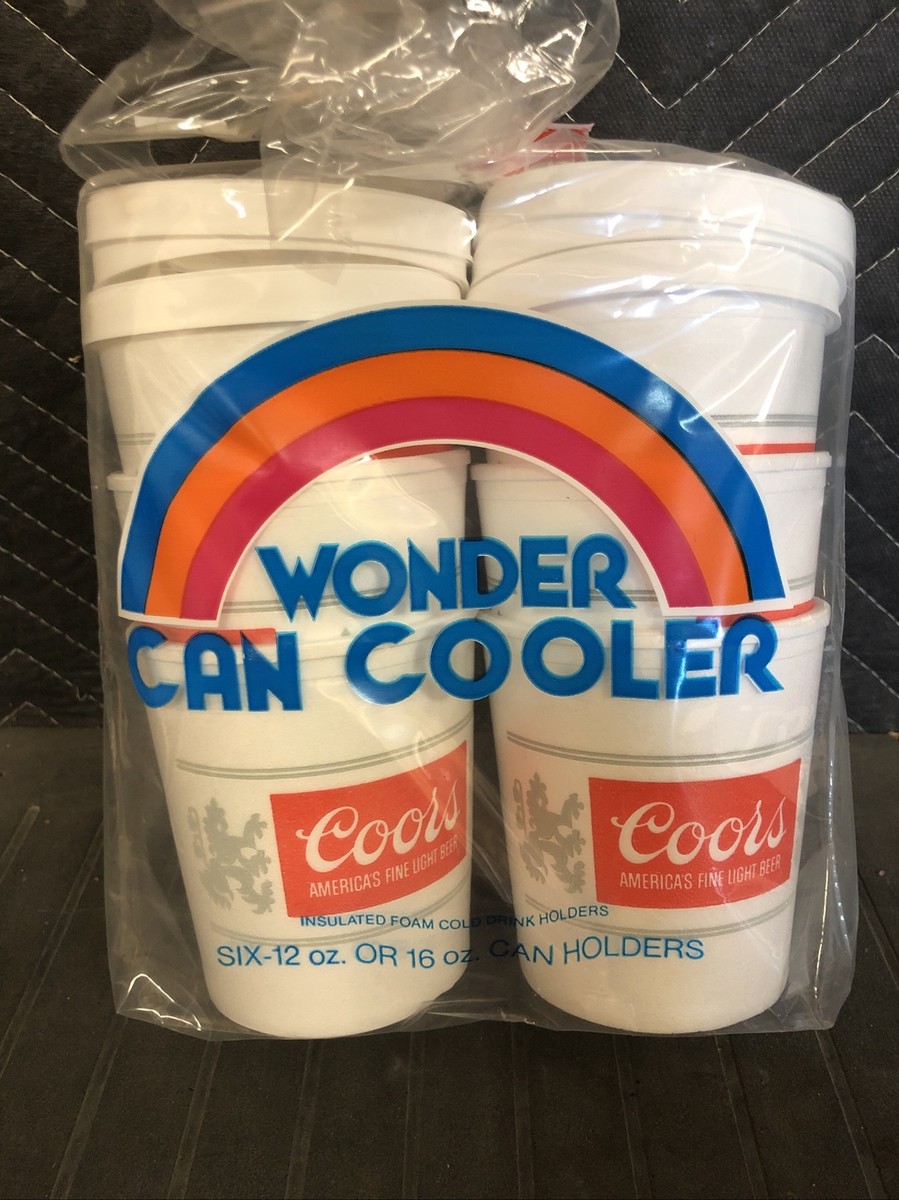 WONDER
CAN COOLER
Coors
AMERICA'S FINE LIGHT BEER
Coors
AMERICA'S FINE LIGHT BEER
INSULATED FOAM COLD DRINK HOLDERS
SIX-12 oz. OR 16 oz. CAN HOLDERS